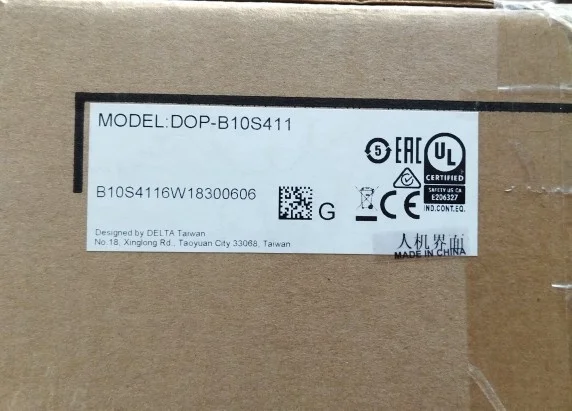 MODEL:DOP-B10S411
5 EAC UL
CERTIFIED
SAFETY US CA
E206327
IND.CONT.EQ.
B10S4116W18300606
G
CE
Designed by DELTA Taiwan
No.18, Xinglong Rd., Taoyuan City 33068, Taiwan
人机界面
MADE IN CHINA